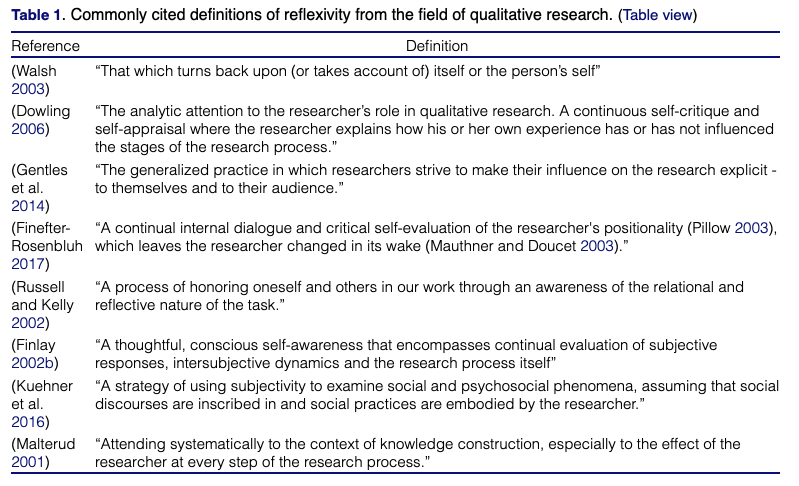 Table 1. Commonly cited definitions of reflexivity from the field of qualitative research. (Table view)
Reference Definition
(Walsh 2003) “That which turns back upon (or takes account of) itself or the person’s self”
(Dowling 2006) “The analytic attention to the researcher’s role in qualitative research. A continuous self-critique and
self-appraisal where the researcher explains how his or her own experience has or has not influenced
the stages of the research process.”
(Gentles et al. 2014) “The generalized practice in which researchers strive to make their influence on the research explicit -
to themselves and to their audience.”
(Finefter-Rosenbluh 2017) “A continual internal dialogue and critical self-evaluation of the researcher's positionality (Pillow 2003),
which leaves the researcher changed in its wake (Mauthner and Doucet 2003).”
(Russell and Kelly 2002) “A process of honoring oneself and others in our work through an awareness of the relational and
reflective nature of the task.”
(Finlay 2002b) “A thoughtful, conscious self-awareness that encompasses continual evaluation of subjective
responses, intersubjective dynamics and the research process itself”
(Kuehner et al. 2016) “A strategy of using subjectivity to examine social and psychosocial phenomena, assuming that social
discourses are inscribed in and social practices are embodied by the researcher.”
(Malterud 2001) “Attending systematically to the context of knowledge construction, especially to the effect of the
researcher at every step of the research process.”